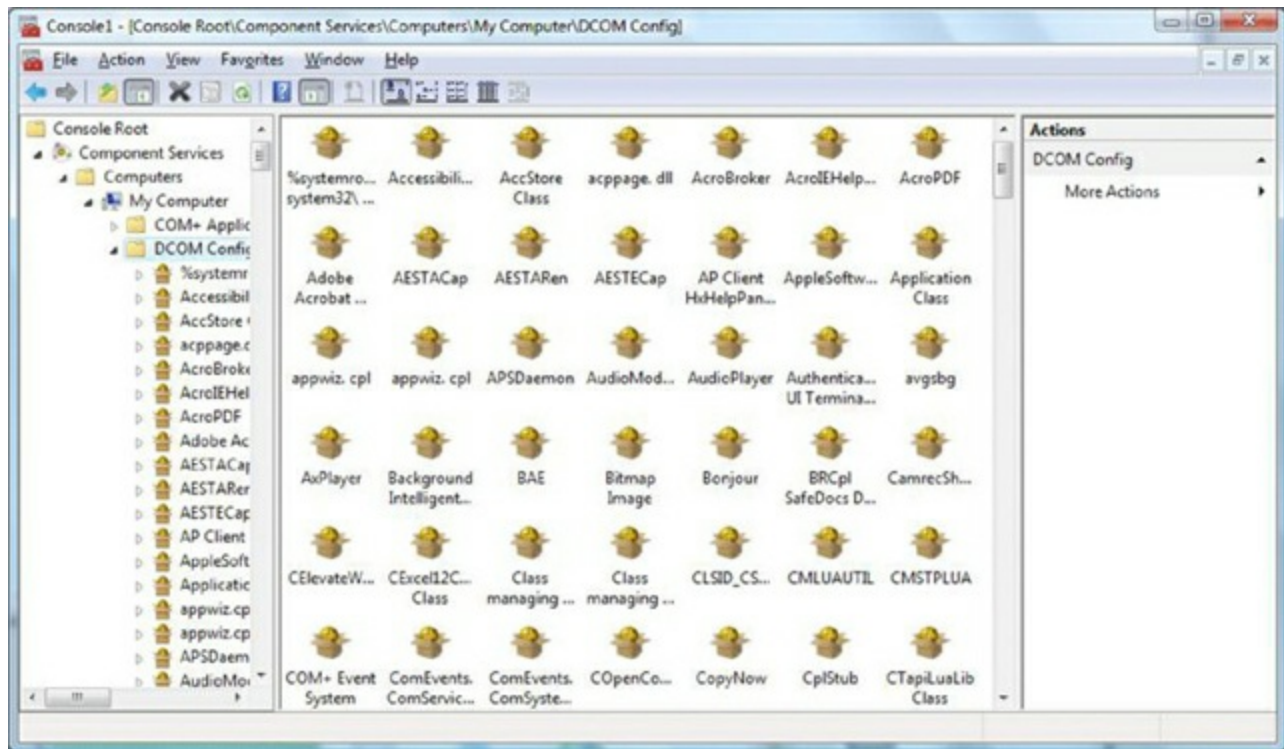 Console1 - [Console Root\Component Services\Computers\My Computer\DCOM Config]
File Action View Favorites Window Help
Console Root
Component Services
Computers
My Computer
COM+ Applic
DCOM Config
%systemr
Accessibil
AccStore
acppage.c
AcroBroke
AcroIEHel
AcroPDF
Adobe Ac
AESTACap
AESTARer
AESTECap
AP Client
AppleSoft
Applicatic
appwiz.cp
appwiz.cp
APSDaem
AudioMo
%systemro... Accessibili... AccStore acppage. dll AcroBroker AcroIEHelp... AcroPDF
system32\ ... Class
Adobe AESTACap AESTARen AESTECap AP Client AppleSoftw... Application
Acrobat ... HxHelpPan... Class
appwiz. cpl appwiz. cpl APSDaemon AudioMod... AudioPlayer Authentica... avgsbg
UI Termina...
AxPlayer Background BAE Bitmap Bonjour BRCpl CamrecSh...
Intelligent... Image SafeDocs D...
CElevateW... CExcel12C... Class Class CLSID_CS... CMLUAUTIL CMSTPLUA
Class managing ... managing ...
COM+ Event ComEvents. ComEvents. COpenCo... CopyNow CplStub CTapiLuaLib
System ComServic... ComSyste... Class
Actions
DCOM Config
More Actions